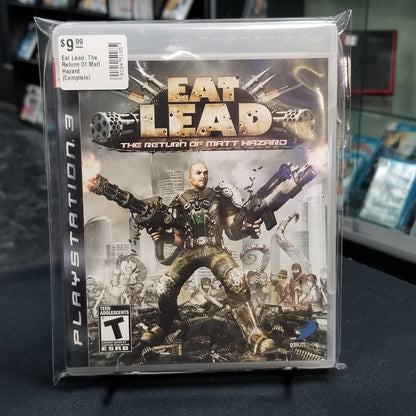 $9.99
Eat Lead: The
Return Of Matt
Hazard
(Complete)
EAT
LEAD
THE RETURN OF MATT HAZARD
PLAYSTATION 3
TEEN
ADOLESCENTS
T
ESRB